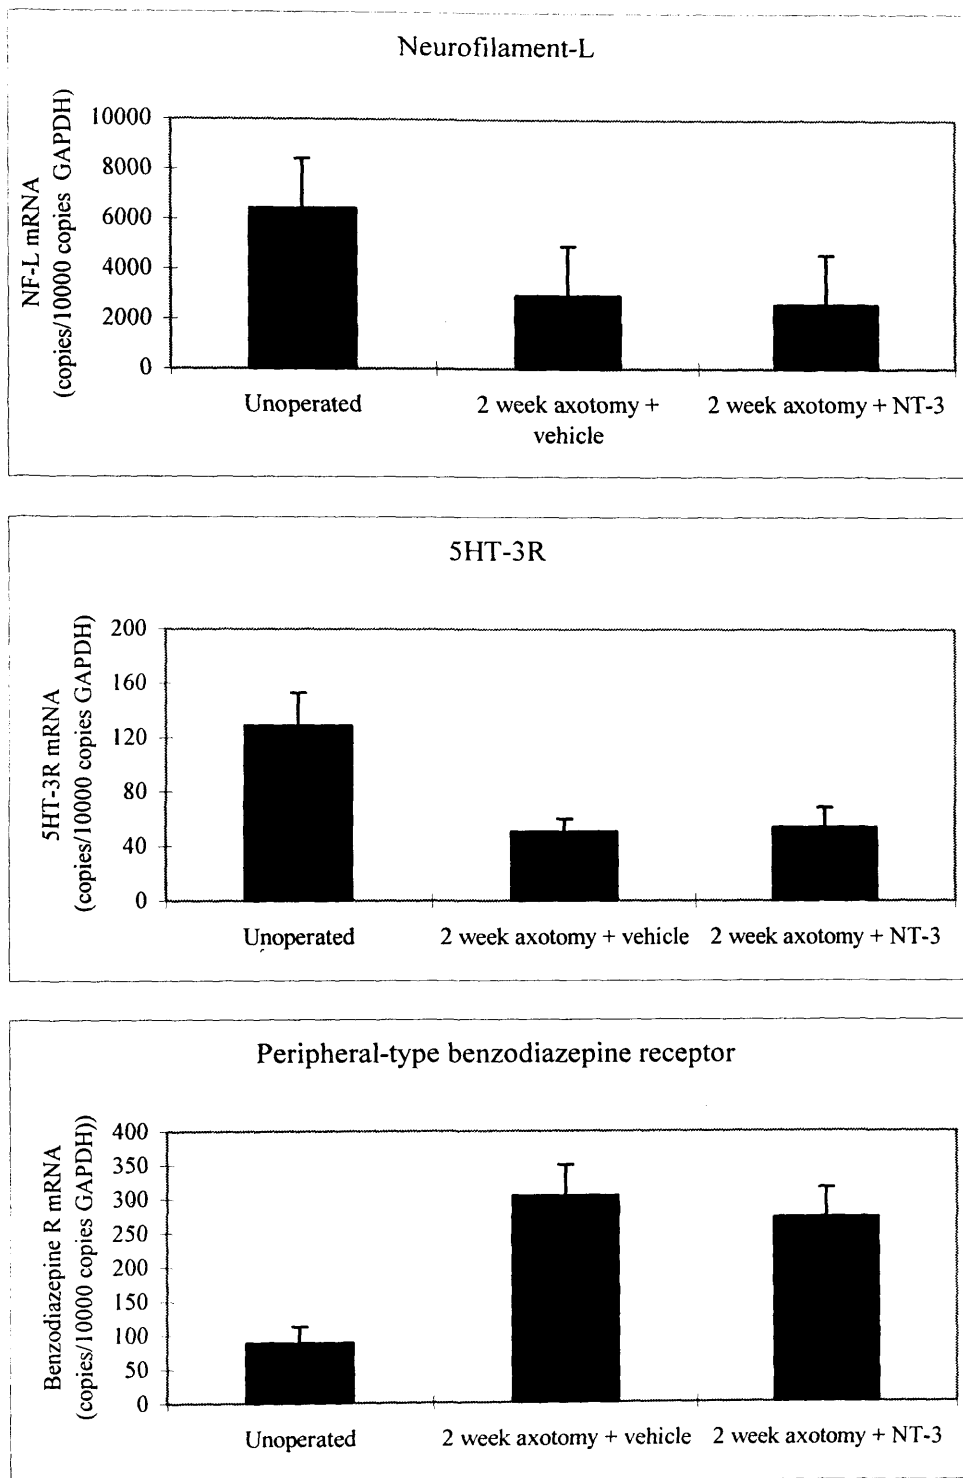 Neurofilament-L
NF-L mRNA
(copies/10000 copies GAPDH)
10000
8000
6000
4000
2000
0
Unoperated
2 week axotomy +
vehicle
2 week axotomy + NT-3
5HT-3R
5HT-3R mRNA
(copies/10000 copies GAPDH)
200
160
120
80
40
0
Unoperated
2 week axotomy + vehicle
2 week axotomy + NT-3
Peripheral-type benzodiazepine receptor
Benzodiazepine R mRNA
(copies/10000 copies GAPDH))
400
350
300
250
200
150
100
50
0
Unoperated
2 week axotomy + vehicle
2 week axotomy + NT-3